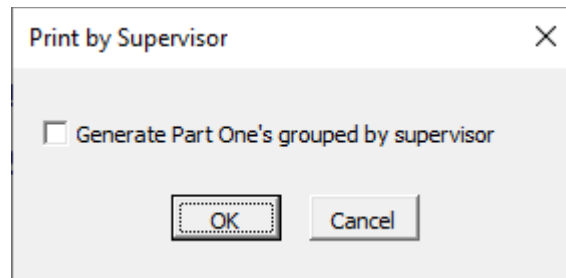 Print by Supervisor
Generate Part One's grouped by supervisor
OK Cancel